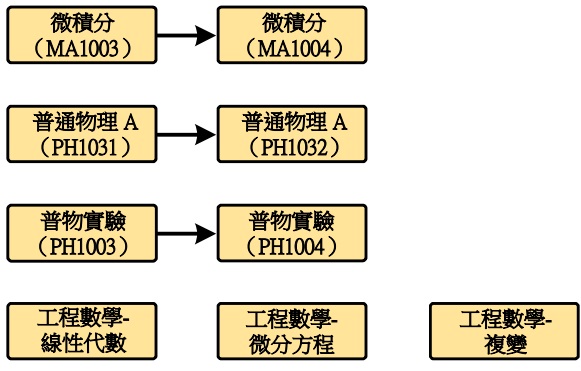 微積分
（MA1003）
微積分
（MA1004）
普通物理 A
（PH1031）
普通物理 A
（PH1032）
普物實驗
（PH1003）
普物實驗
（PH1004）
工程數學-
線性代數
工程數學-
微分方程
工程數學-
複變